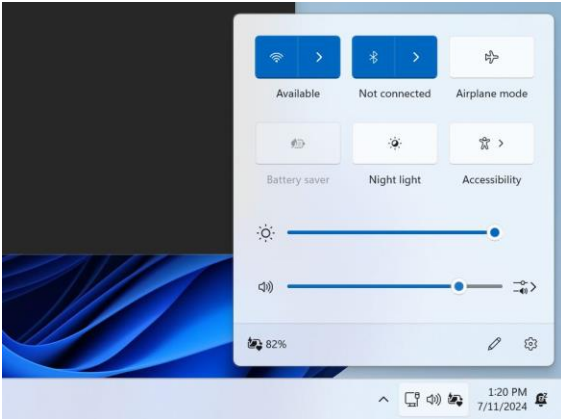 Available
Not connected
Airplane mode
Battery saver
Night light
Accessibility
82%
1:20 PM
7/11/2024